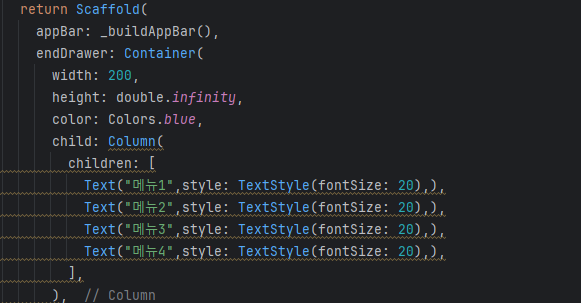 return Scaffold(
appBar: _buildAppBar(),
endDrawer: Container(
width: 200,
height: double.infinity,
color: Colors.blue,
child: Column(
children: [
Text("메뉴1",style: TextStyle(fontSize: 20),),
Text("메뉴2",style: TextStyle(fontSize: 20),),
Text("메뉴3",style: TextStyle(fontSize: 20),),
Text("메뉴4",style: TextStyle(fontSize: 20),),
],
), // Column